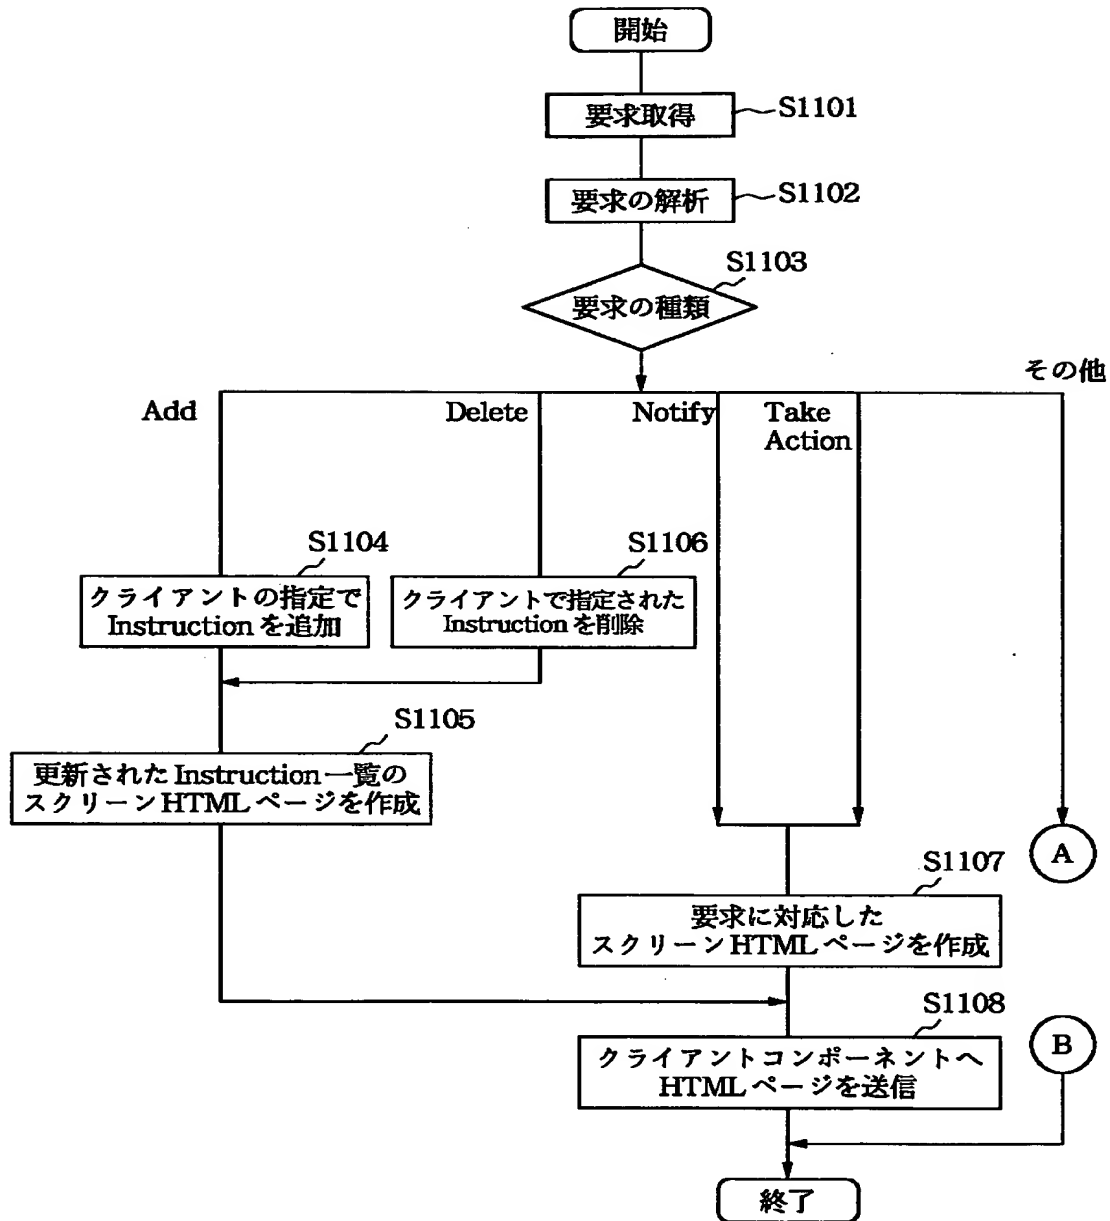 開始
要求取得
S1101
要求の解析
S1102
S1103
要求の種類
その他
Add
Delete
Notify
Take
Action
S1104
S1106
クライアントの指定で
Instructionを追加
クライアントで指定された
Instructionを削除
S1105
更新されたInstruction一覧の
スクリーンHTMLページを作成
A
S1107
要求に対応した
スクリーンHTMLページを作成
S1108
B
クライアントコンポーネントへ
HTMLページを送信
終了